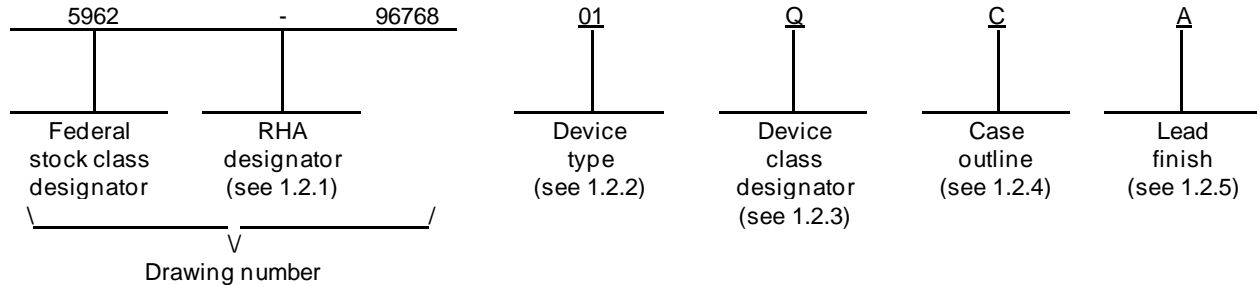 5962 - 96768 01 Q C A
Federal stock class designator
RHA designator (see 1.2.1)
Device type (see 1.2.2)
Device class designator (see 1.2.3)
Case outline (see 1.2.4)
Lead finish (see 1.2.5)
\ /
\/
Drawing number